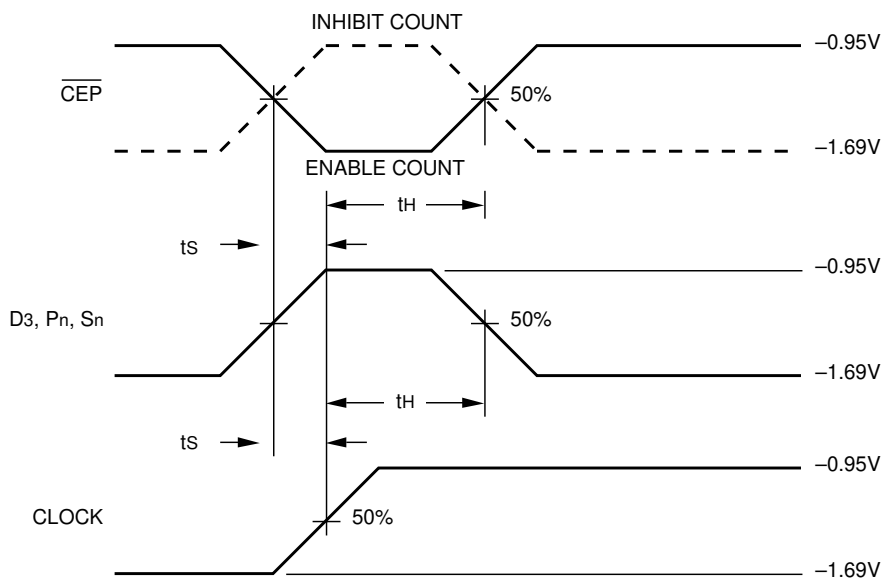 INHIBIT COUNT
–0.95V
CEP
50%
–1.69V
ENABLE COUNT
tH
tS
–0.95V
D3, Pn, Sn
50%
–1.69V
tH
tS
–0.95V
CLOCK
50%
–1.69V